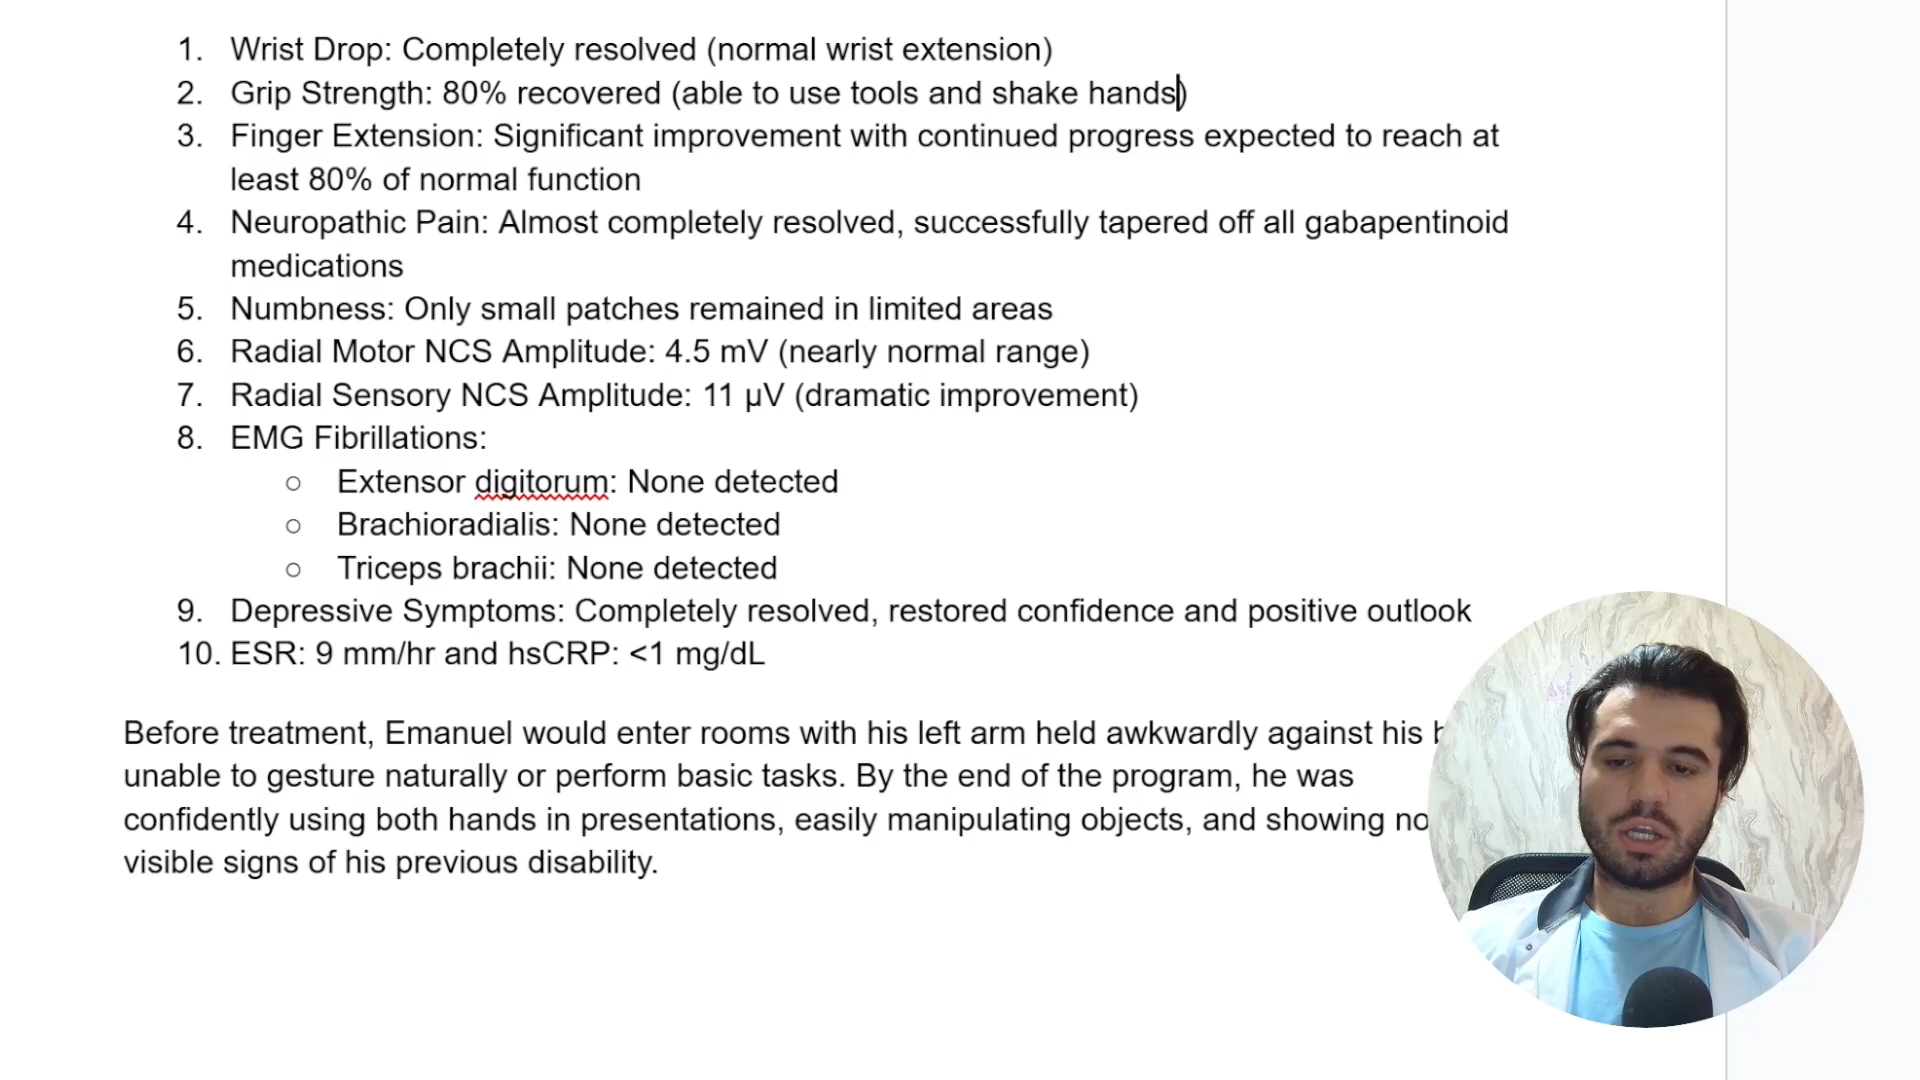 1. Wrist Drop: Completely resolved (normal wrist extension)
2. Grip Strength: 80% recovered (able to use tools and shake hands)
3. Finger Extension: Significant improvement with continued progress expected to reach at
least 80% of normal function
4. Neuropathic Pain: Almost completely resolved, successfully tapered off all gabapentinoid
medications
5. Numbness: Only small patches remained in limited areas
6. Radial Motor NCS Amplitude: 4.5 mV (nearly normal range)
7. Radial Sensory NCS Amplitude: 11 µV (dramatic improvement)
8. EMG Fibrillations:
○ Extensor digitorum: None detected
○ Brachioradialis: None detected
○ Triceps brachii: None detected
9. Depressive Symptoms: Completely resolved, restored confidence and positive outlook
10. ESR: 9 mm/hr and hsCRP: <1 mg/dL
Before treatment, Emanuel would enter rooms with his left arm held awkwardly against his
unable to gesture naturally or perform basic tasks. By the end of the program, he was
confidently using both hands in presentations, easily manipulating objects, and showing no
visible signs of his previous disability.